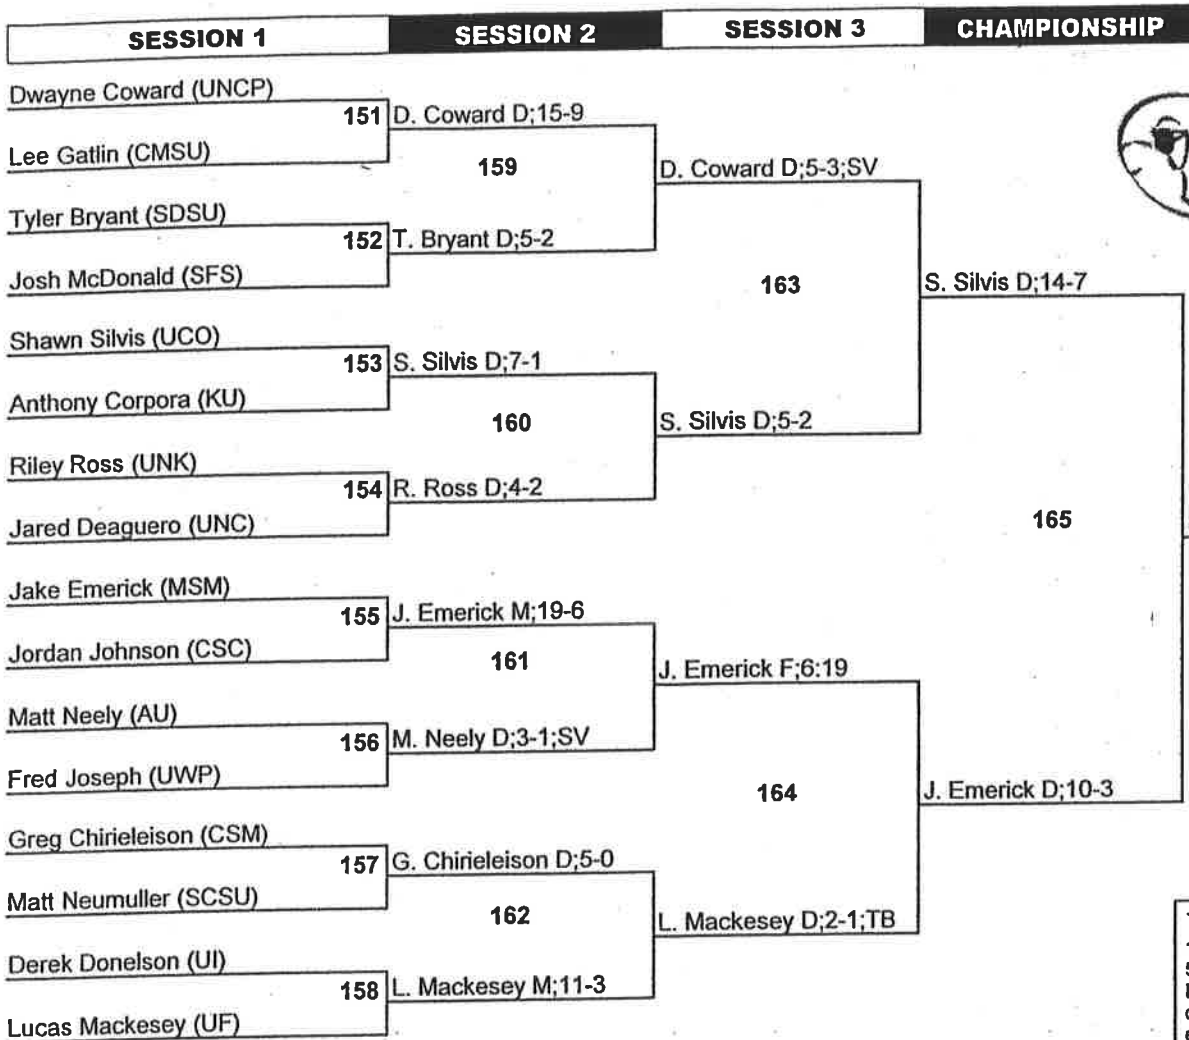 SESSION 1 SESSION 2 SESSION 3 CHAMPIONSHIP
Dwayne Coward (UNCP)
151 D. Coward D;15-9
Lee Gatlin (CMSU)
159
D. Coward D;5-3;SV
Tyler Bryant (SDSU)
152 T. Bryant D;5-2
Josh McDonald (SFS)
163
S. Silvis D;14-7
Shawn Silvis (UCO)
153 S. Silvis D;7-1
Anthony Corpora (KU)
160
S. Silvis D;5-2
Riley Ross (UNK)
154 R. Ross D;4-2
Jared Deaguero (UNC)
165
Jake Emerick (MSM)
155 J. Emerick M;19-6
Jordan Johnson (CSC)
161
J. Emerick F;6:19
Matt Neely (AU)
156 M. Neely D;3-1;SV
Fred Joseph (UWP)
164
J. Emerick D;10-3
Greg Chirieleison (CSM)
157 G. Chirieleison D;5-0
Matt Neumuller (SCSU)
162
L. Mackesey D;2-1;TB
Derek Donelson (UI)
158 L. Mackesey M;11-3
Lucas Mackesey (UF)